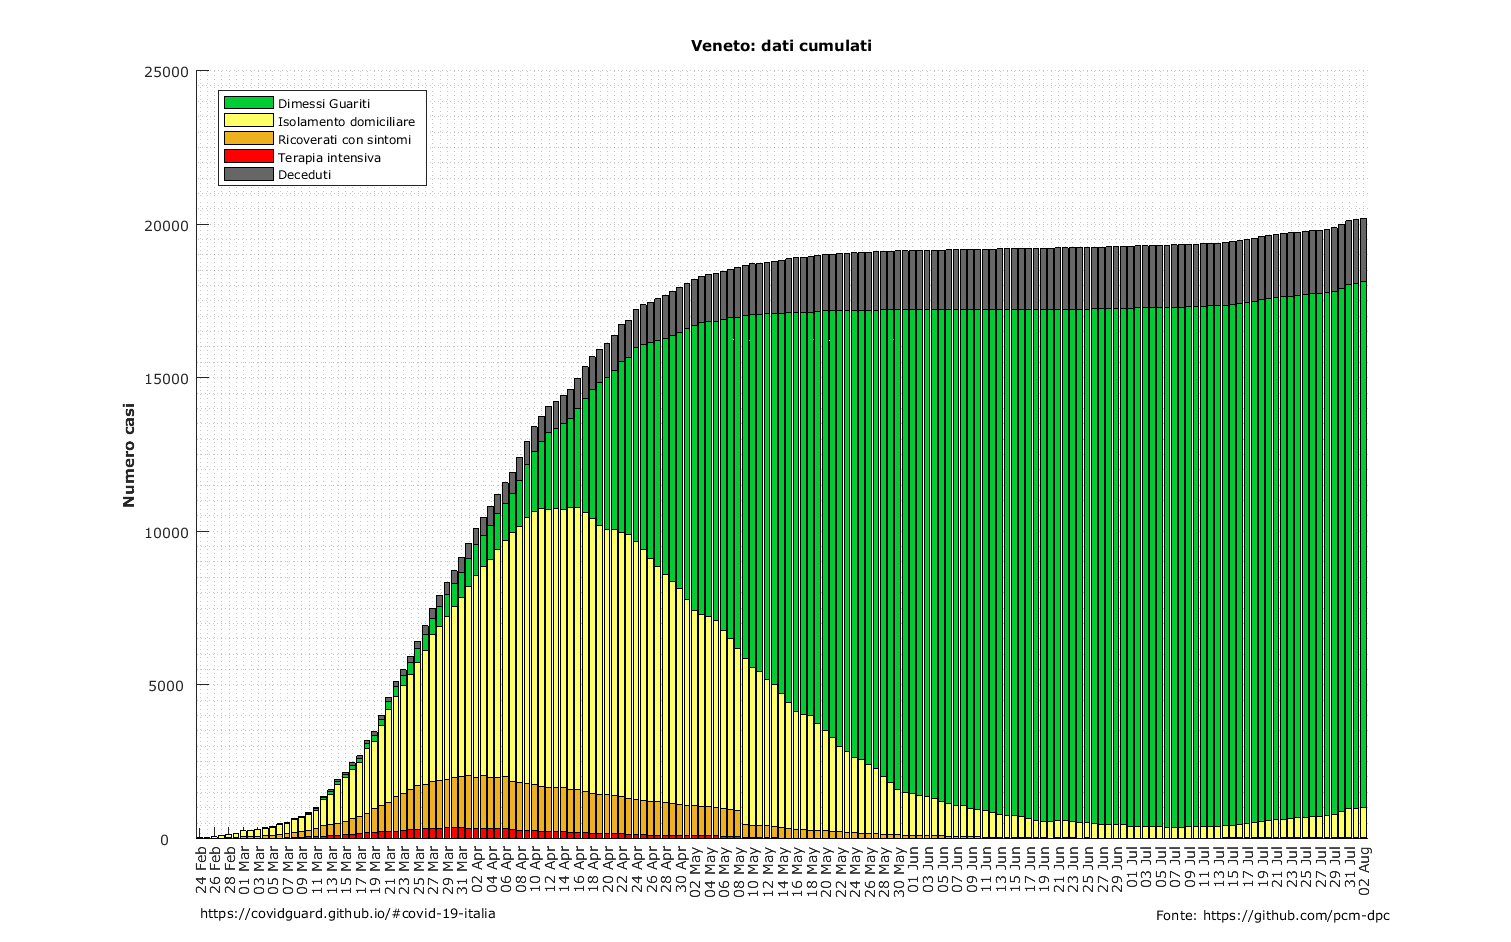 Veneto: dati cumulati
25000
20000
15000
10000
5000
0
Numero casi
Dimessi Guariti
Isolamento domiciliare
Ricoverati con sintomi
Terapia intensiva
Deceduti
24 Feb
26 Feb
28 Feb
01 Mar
03 Mar
05 Mar
07 Mar
09 Mar
11 Mar
13 Mar
15 Mar
17 Mar
19 Mar
21 Mar
23 Mar
25 Mar
27 Mar
29 Mar
31 Mar
02 Apr
04 Apr
06 Apr
08 Apr
10 Apr
12 Apr
14 Apr
16 Apr
18 Apr
20 Apr
22 Apr
24 Apr
26 Apr
28 Apr
30 Apr
02 May
04 May
06 May
08 May
10 May
12 May
14 May
16 May
18 May
20 May
22 May
24 May
26 May
28 May
30 May
01 Jun
03 Jun
05 Jun
07 Jun
09 Jun
11 Jun
13 Jun
15 Jun
17 Jun
19 Jun
21 Jun
23 Jun
25 Jun
27 Jun
29 Jun
01 Jul
03 Jul
05 Jul
07 Jul
09 Jul
11 Jul
13 Jul
15 Jul
17 Jul
19 Jul
21 Jul
23 Jul
25 Jul
27 Jul
29 Jul
31 Jul
02 Aug
https://covidguard.github.io/#covid-19-italia
Fonte: https://github.com/pcm-dpc